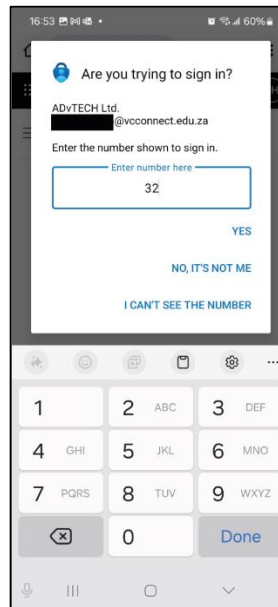 16:53
60%
Are you trying to sign in?
ADvTECH Ltd.
@vcconnect.edu.za
Enter the number shown to sign in.
Enter number here
32
YES
NO, IT'S NOT ME
I CAN'T SEE THE NUMBER
1
2 ABC
3 DEF
4 GHI
5 JKL
6 MNO
7 PQRS
8 TUV
9 WXYZ
0
Done